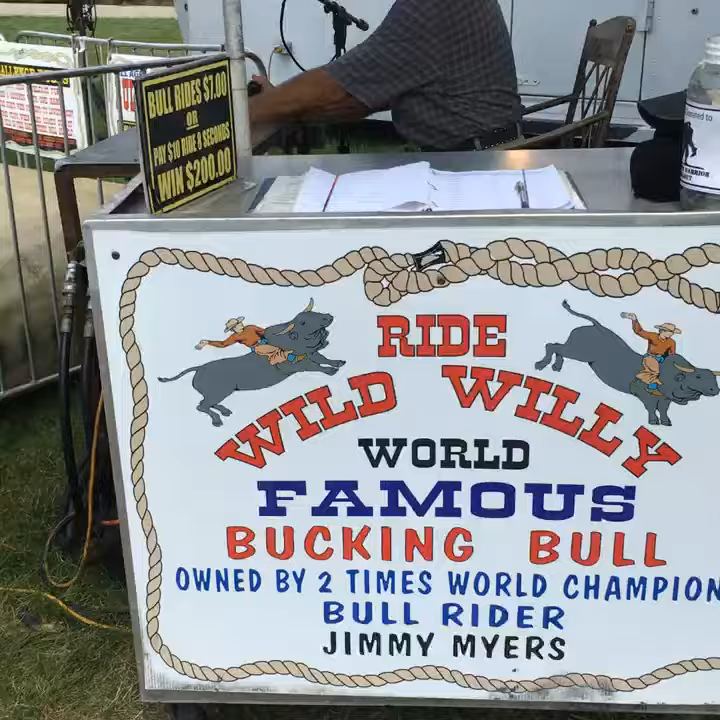 BULL RIDES $7.00
OR
PAY $10 RIDE 8 SECONDS
WIN $200.00
RIDE
WILD WILLY
WORLD
FAMOUS
BUCKING BULL
OWNED BY 2 TIMES WORLD CHAMPION
BULL RIDER
JIMMY MYERS